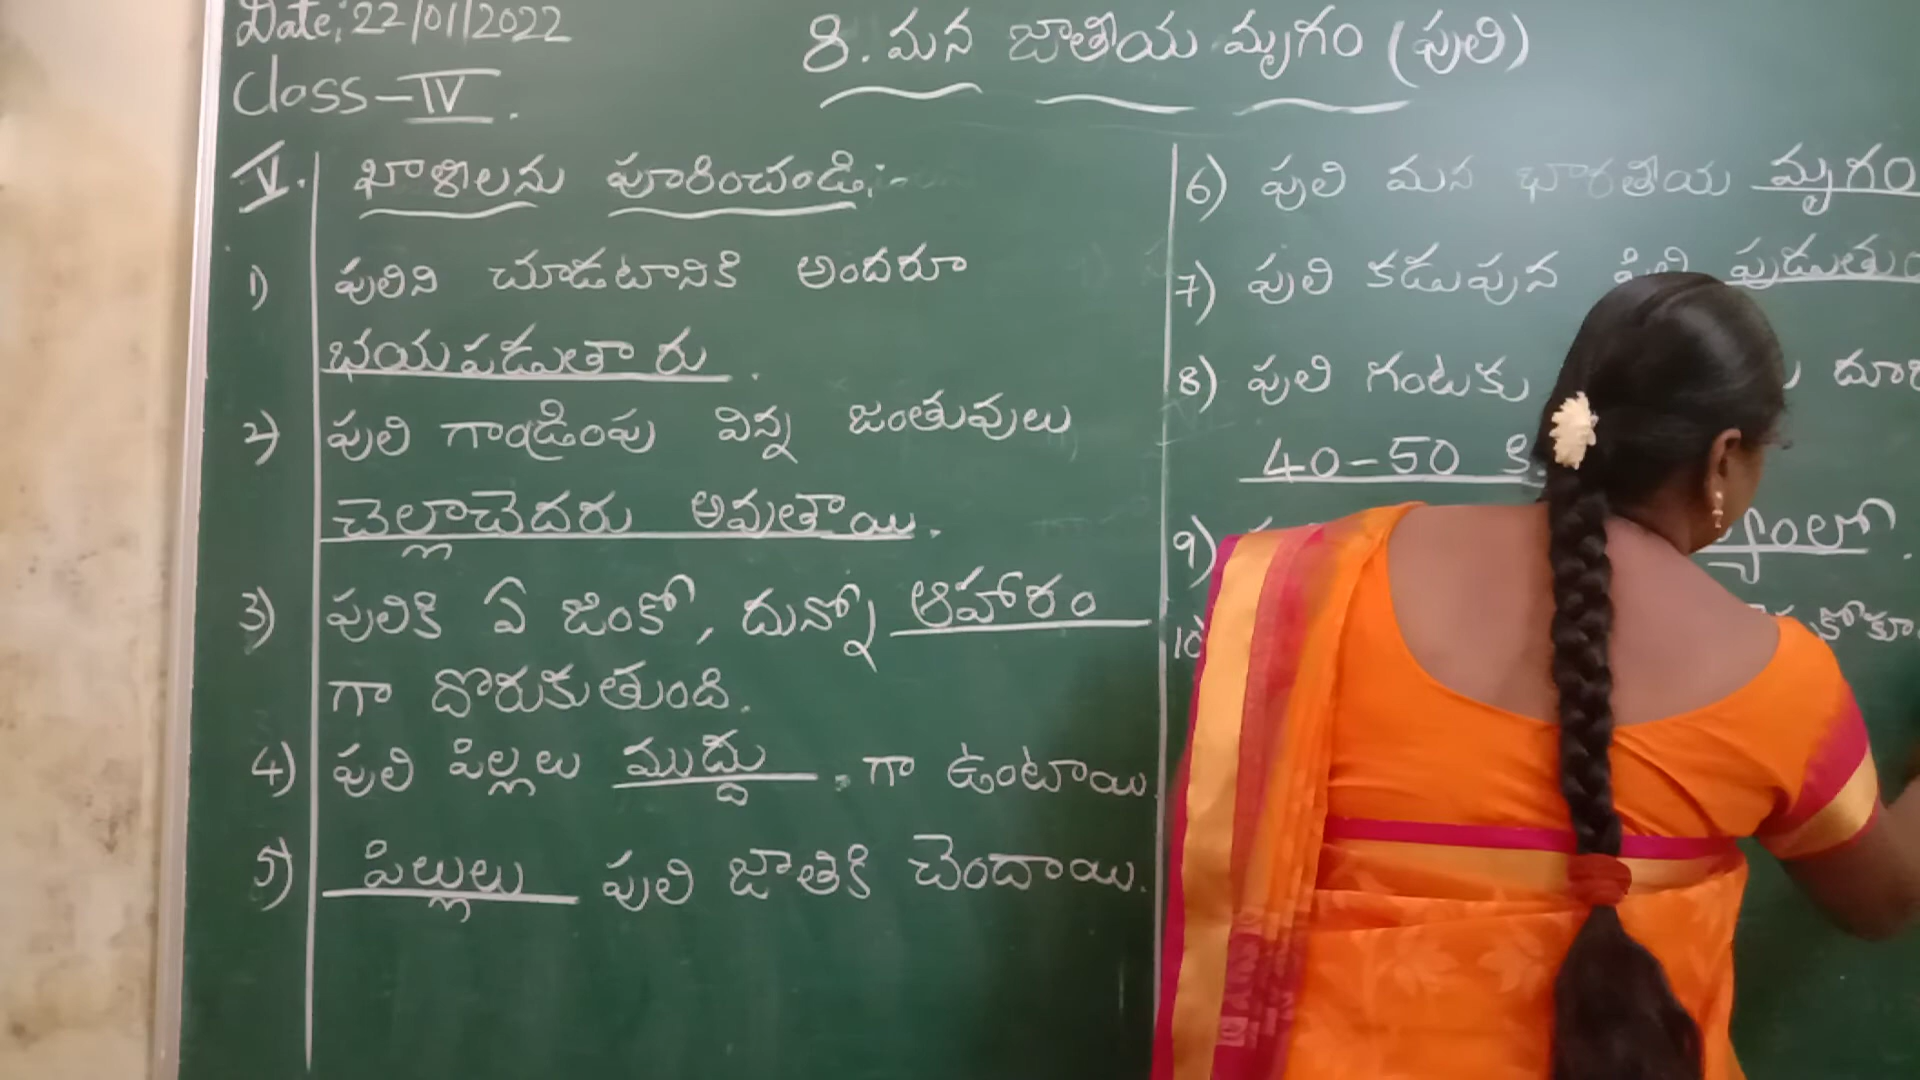 Date: 22/01/2022
Class - IV.
8. మన జాతీయ మృగం (పులి)
V. ఖాళీలను పూరించండి:-
1) పులిని చూడటానికి అందరూ
భయపడుతారు.
2) పులి గాండ్రింపు విన్న జంతువులు
చెల్లాచెదరు అవుతాయి.
3) పులికి ఏ జింకో, దున్నో ఆహారం
గా దొరుకుతుంది.
4) పులి పిల్లలు ముద్దు. గా ఉంటాయి.
5) పిల్లులు పులి జాతికి చెందాయి.
6) పులి మన భారతీయ మృగం
7) పులి కడుపున పిల్లి పుడుతుం
8) పులి గంటకు దూర
40-50 కి.
9)
10)